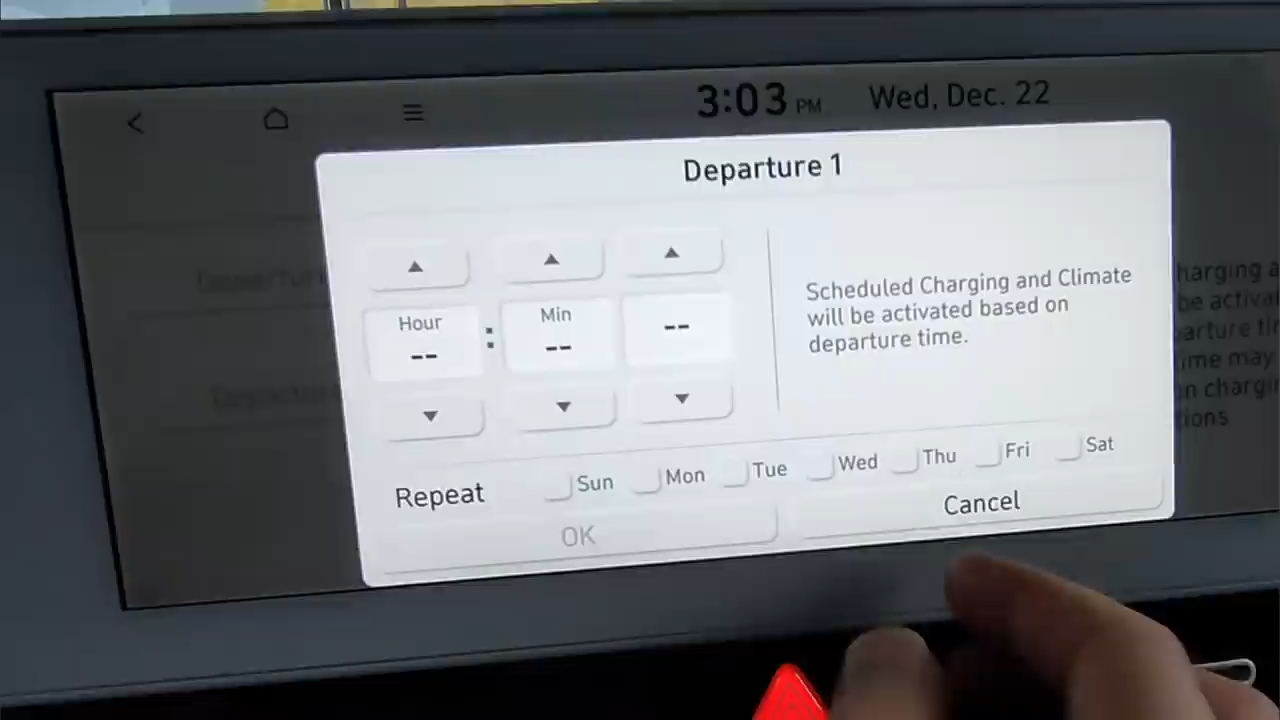 3:03 PM Wed, Dec. 22
Departure 1
Hour
--
:
Min
--
--
Scheduled Charging and Climate
will be activated based on
departure time.
Repeat Sun Mon Tue Wed Thu Fri Sat
OK Cancel